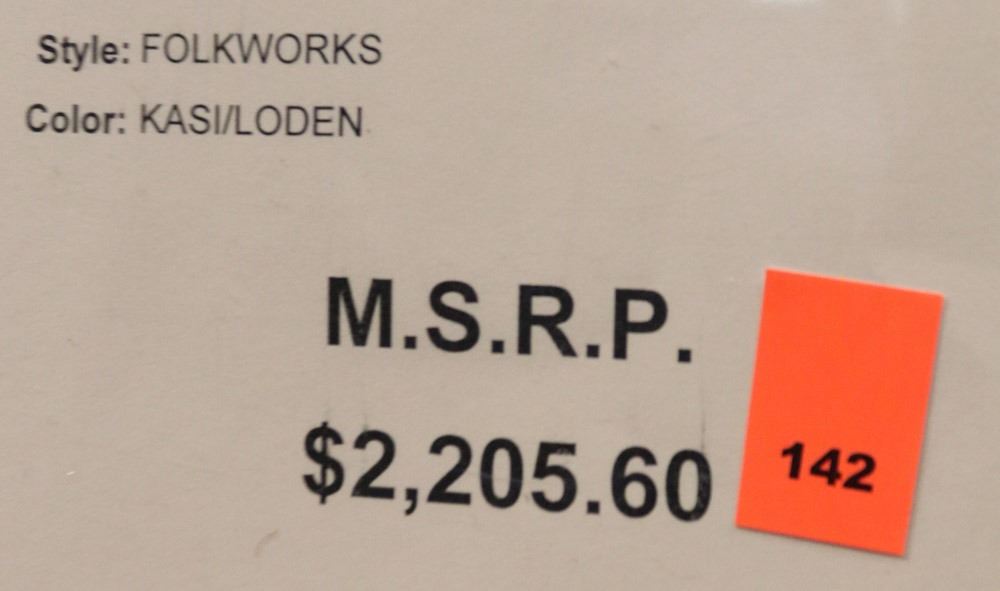 Style: FOLKWORKS
Color: KASI/LODEN
M.S.R.P.
$2,205.60
142